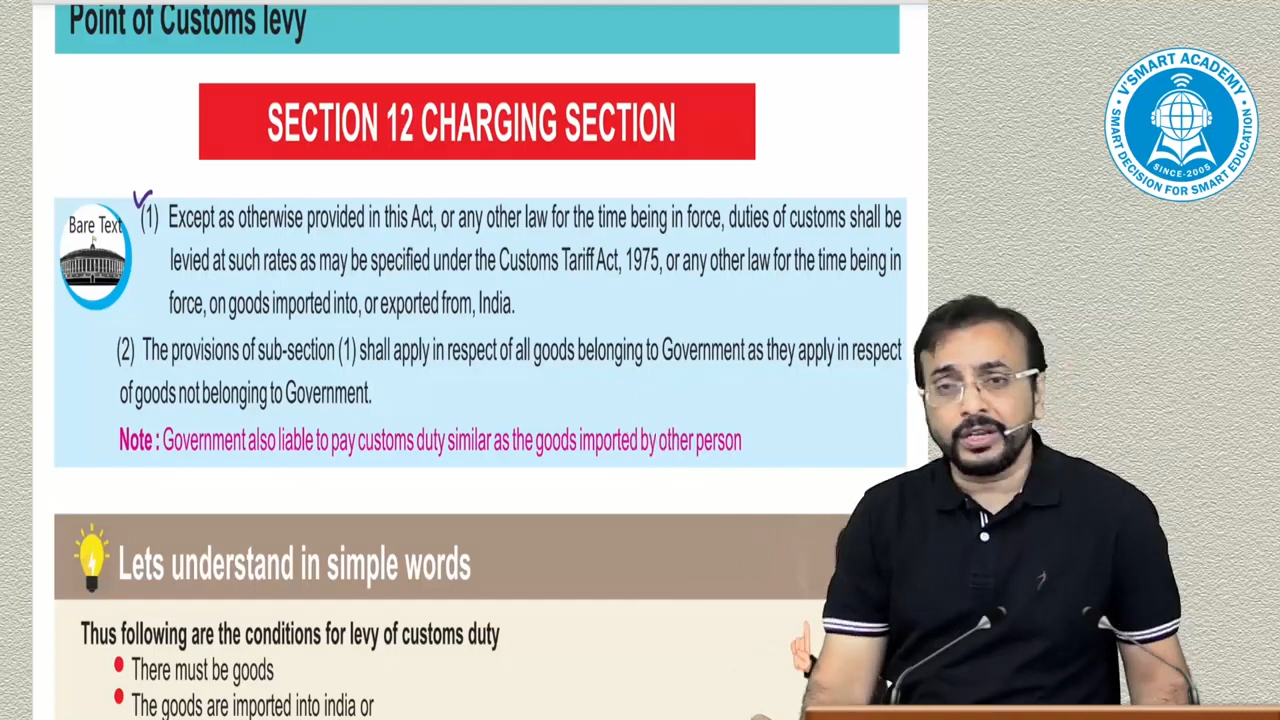 Point of Customs levy
SECTION 12 CHARGING SECTION
Bare Text
(1) Except as otherwise provided in this Act, or any other law for the time being in force, duties of customs shall be
levied at such rates as may be specified under the Customs Tariff Act, 1975, or any other law for the time being in
force, on goods imported into, or exported from, India.
(2) The provisions of sub-section (1) shall apply in respect of all goods belonging to Government as they apply in respect
of goods not belonging to Government.
Note : Government also liable to pay customs duty similar as the goods imported by other person
Lets understand in simple words
Thus following are the conditions for levy of customs duty
There must be goods
The goods are imported into india or
V'SMART ACADEMY
SINCE-2005
SMART DECISION FOR SMART EDUCATION